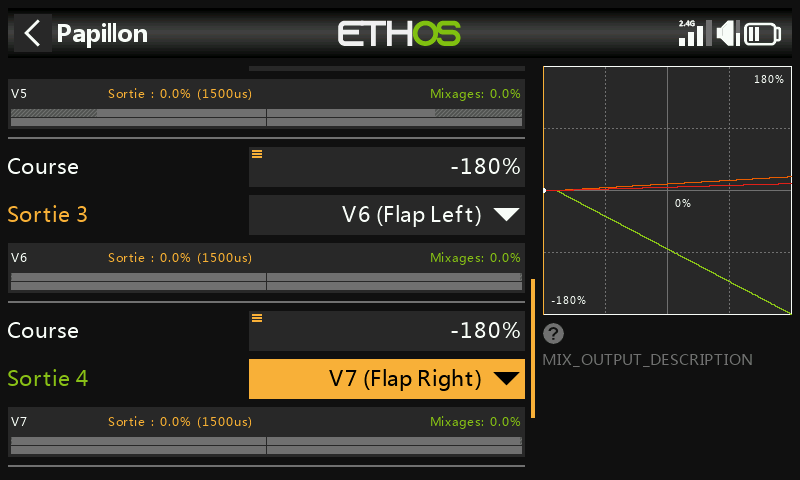 Papillon
ETHOS
2.4G
V5 Sortie : 0.0% (1500us) Mixages: 0.0%
Course -180%
Sortie 3 V6 (Flap Left)
V6 Sortie : 0.0% (1500us) Mixages: 0.0%
Course -180%
Sortie 4 V7 (Flap Right)
V7 Sortie : 0.0% (1500us) Mixages: 0.0%
180%
0%
-180%
?
MIX_OUTPUT_DESCRIPTION